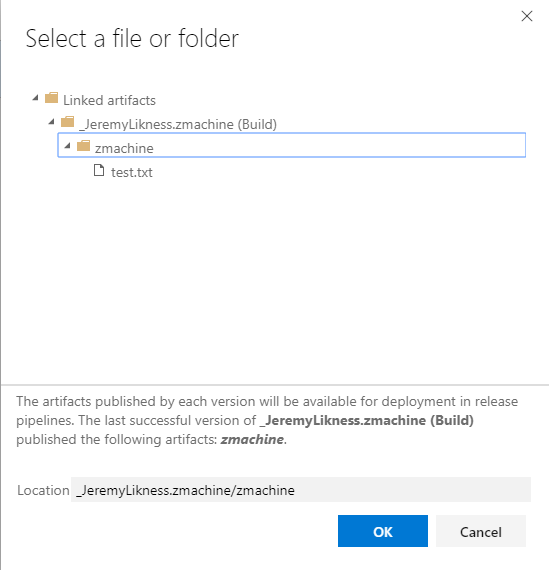 Select a file or folder
Linked artifacts
_JeremyLikness.zmachine (Build)
zmachine
test.txt
The artifacts published by each version will be available for deployment in release
pipelines. The last successful version of _JeremyLikness.zmachine (Build)
published the following artifacts: zmachine.
Location _JeremyLikness.zmachine/zmachine
OK Cancel